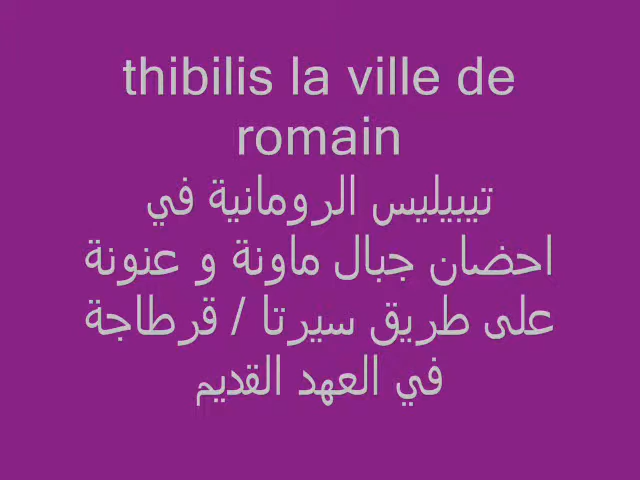 thibilis la ville de
romain
تيبيليس الرومانية في
احضان جبال ماونة و عنونة
على طريق سيرتا / قرطاجة
في العهد القديم